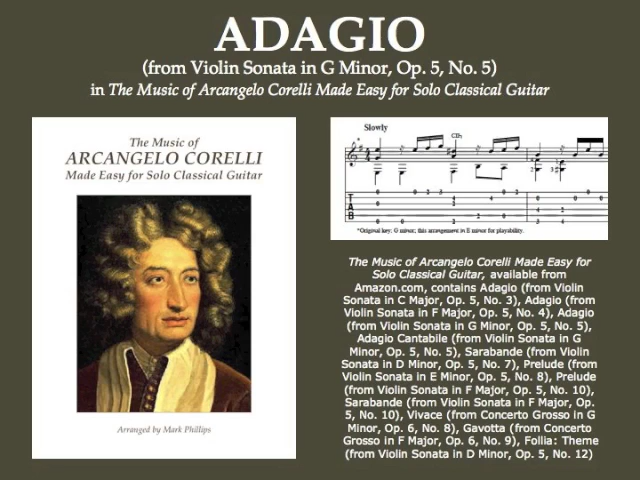 ADAGIO
(from Violin Sonata in G Minor, Op. 5, No. 5)
in The Music of Arcangelo Corelli Made Easy for Solo Classical Guitar
The Music of
ARCANGELO CORELLI
Made Easy for Solo Classical Guitar
Arranged by Mark Phillips
Slowly
*Original key: G minor; this arrangement in E minor for playability.
The Music of Arcangelo Corelli Made Easy for
Solo Classical Guitar, available from
Amazon.com, contains Adagio (from Violin
Sonata in C Major, Op. 5, No. 3), Adagio (from
Violin Sonata in F Major, Op. 5, No. 4), Adagio
(from Violin Sonata in G Minor, Op. 5, No. 5),
Adagio Cantabile (from Violin Sonata in G
Minor, Op. 5, No. 5), Sarabande (from Violin
Sonata in D Minor, Op. 5, No. 7), Prelude (from
Violin Sonata in E Minor, Op. 5, No. 8), Prelude
(from Violin Sonata in F Major, Op. 5, No. 10),
Sarabande (from Violin Sonata in F Major, Op.
5, No. 10), Vivace (from Concerto Grosso in G
Minor, Op. 6, No. 8), Gavotta (from Concerto
Grosso in F Major, Op. 6, No. 9), Follia: Theme
(from Violin Sonata in D Minor, Op. 5, No. 12)